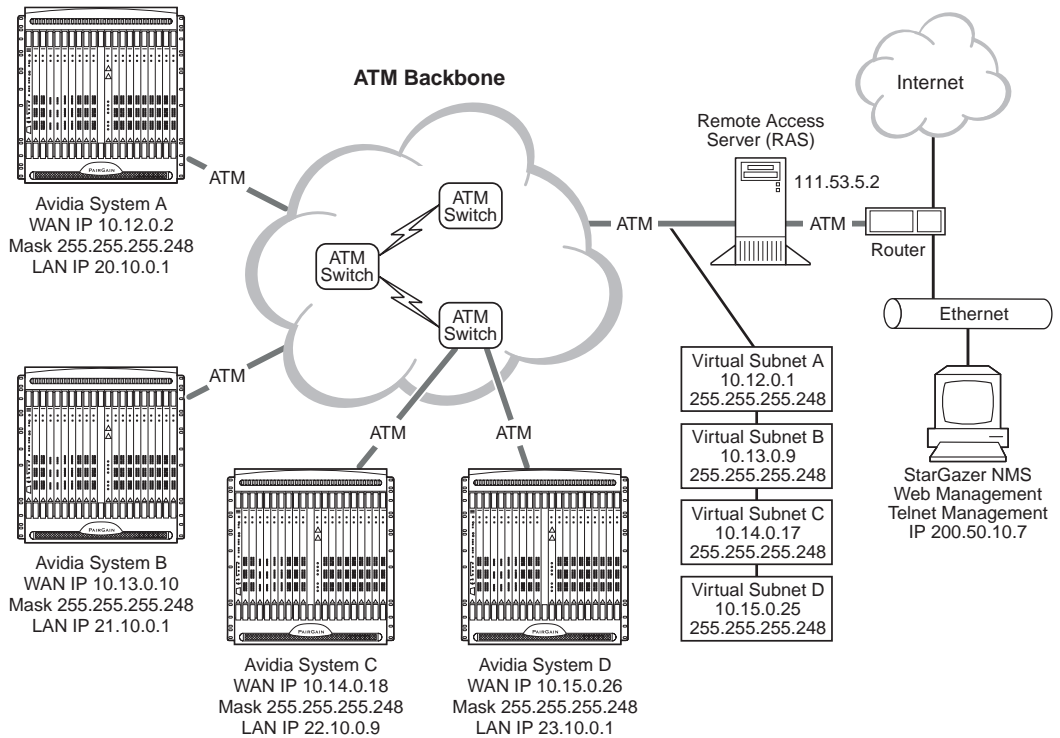 ATM Backbone
Internet
Remote Access
Server (RAS)
111.53.5.2
PAIRGAIN
ATM
Avidia System A
WAN IP 10.12.0.2
Mask 255.255.255.248
LAN IP 20.10.0.1
ATM
Switch
ATM
Switch
ATM
Switch
ATM
ATM
Router
Ethernet
PAIRGAIN
ATM
Avidia System B
WAN IP 10.13.0.10
Mask 255.255.255.248
LAN IP 21.10.0.1
ATM
ATM
PAIRGAIN
Avidia System C
WAN IP 10.14.0.18
Mask 255.255.255.248
LAN IP 22.10.0.9
PAIRGAIN
Avidia System D
WAN IP 10.15.0.26
Mask 255.255.255.248
LAN IP 23.10.0.1
Virtual Subnet A
10.12.0.1
255.255.255.248
Virtual Subnet B
10.13.0.9
255.255.255.248
Virtual Subnet C
10.14.0.17
255.255.255.248
Virtual Subnet D
10.15.0.25
255.255.255.248
StarGazer NMS
Web Management
Telnet Management
IP 200.50.10.7